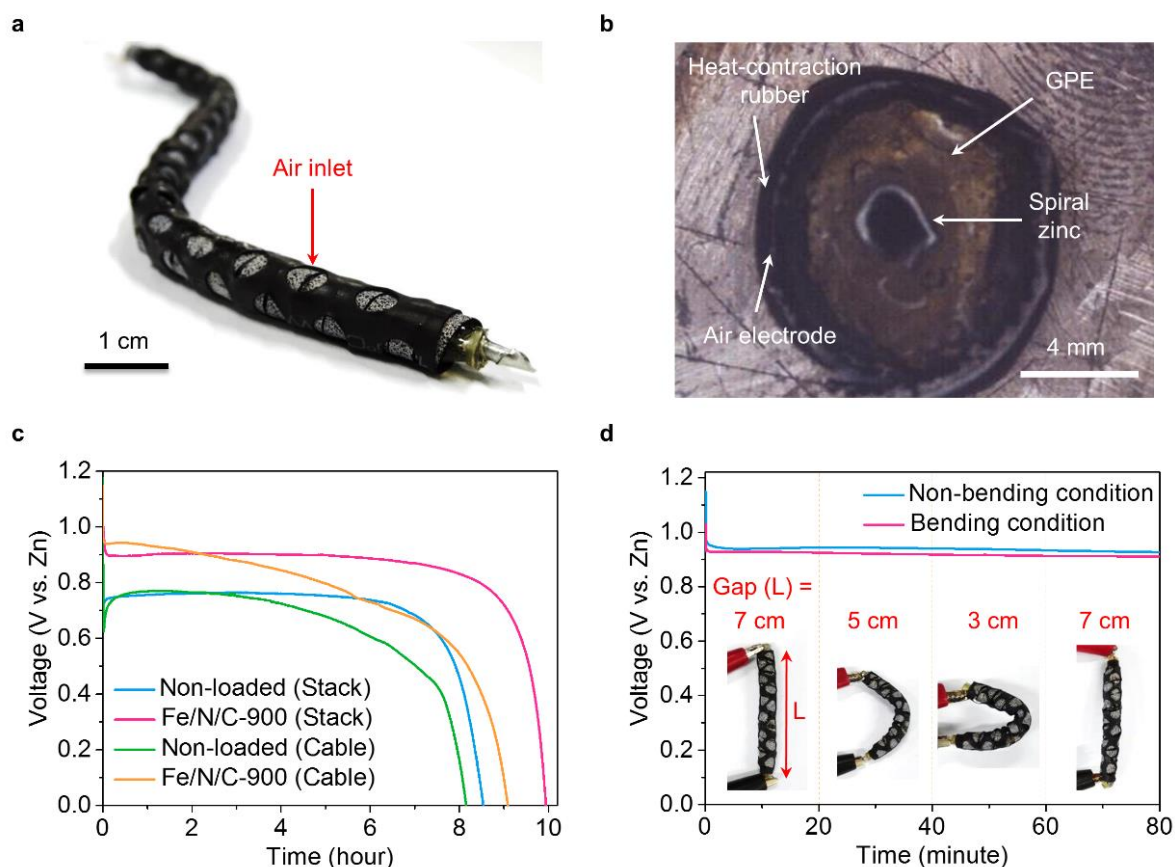 a
Air inlet
1 cm
b
Heat-contraction
rubber
GPE
Spiral
zinc
Air electrode
4 mm
c
Voltage (V vs. Zn)
1.2
1.0
0.8
0.6
0.4
0.2
0.0
Non-loaded (Stack)
Fe/N/C-900 (Stack)
Non-loaded (Cable)
Fe/N/C-900 (Cable)
0 2 4 6 8 10
Time (hour)
d
Voltage (V vs. Zn)
1.2
1.0
0.8
0.6
0.4
0.2
0.0
Non-bending condition
Bending condition
Gap (L) =
7 cm 5 cm 3 cm 7 cm
L
0 20 40 60 80
Time (minute)